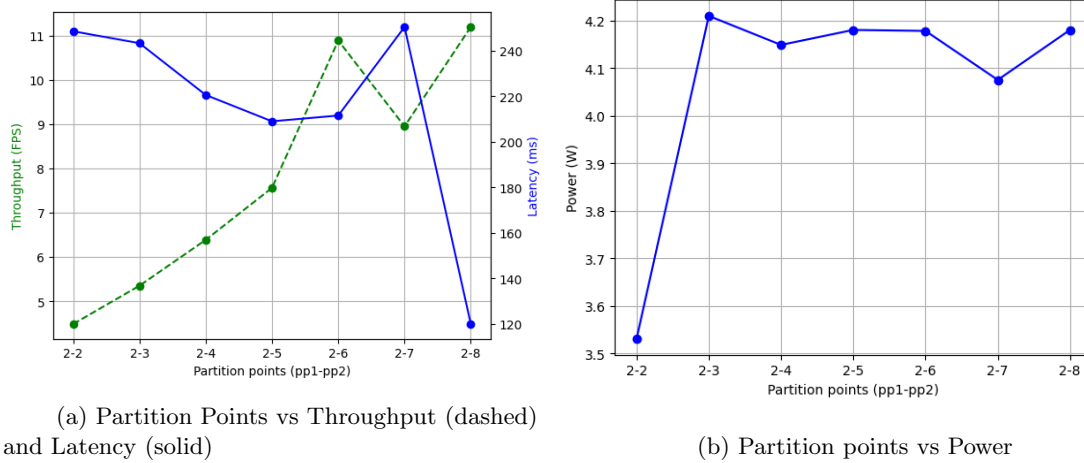 11
10
9
8
7
6
5
Throughput (FPS)
240
220
200
180
160
140
120
Latency (ms)
2-2 2-3 2-4 2-5 2-6 2-7 2-8
Partition points (pp1-pp2)
(a) Partition Points vs Throughput (dashed)
and Latency (solid)
4.2
4.1
4.0
3.9
3.8
3.7
3.6
3.5
Power (W)
2-2 2-3 2-4 2-5 2-6 2-7 2-8
Partition points (pp1-pp2)
(b) Partition points vs Power